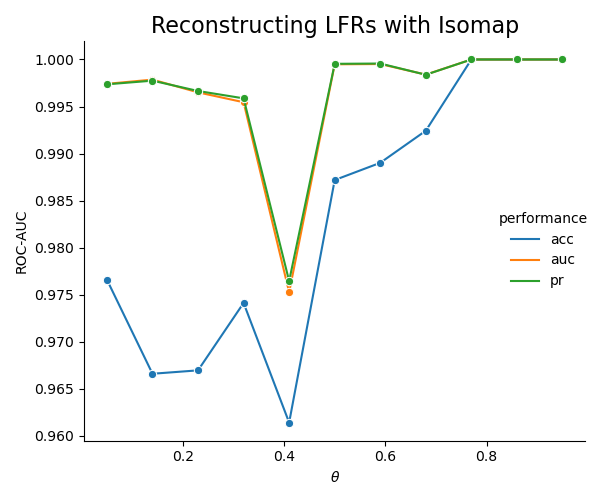 Reconstructing LFRs with Isomap
1.000
0.995
0.990
0.985
0.980
0.975
0.970
0.965
0.960
ROC-AUC
0.2 0.4 0.6 0.8
θ
performance
acc
auc
pr